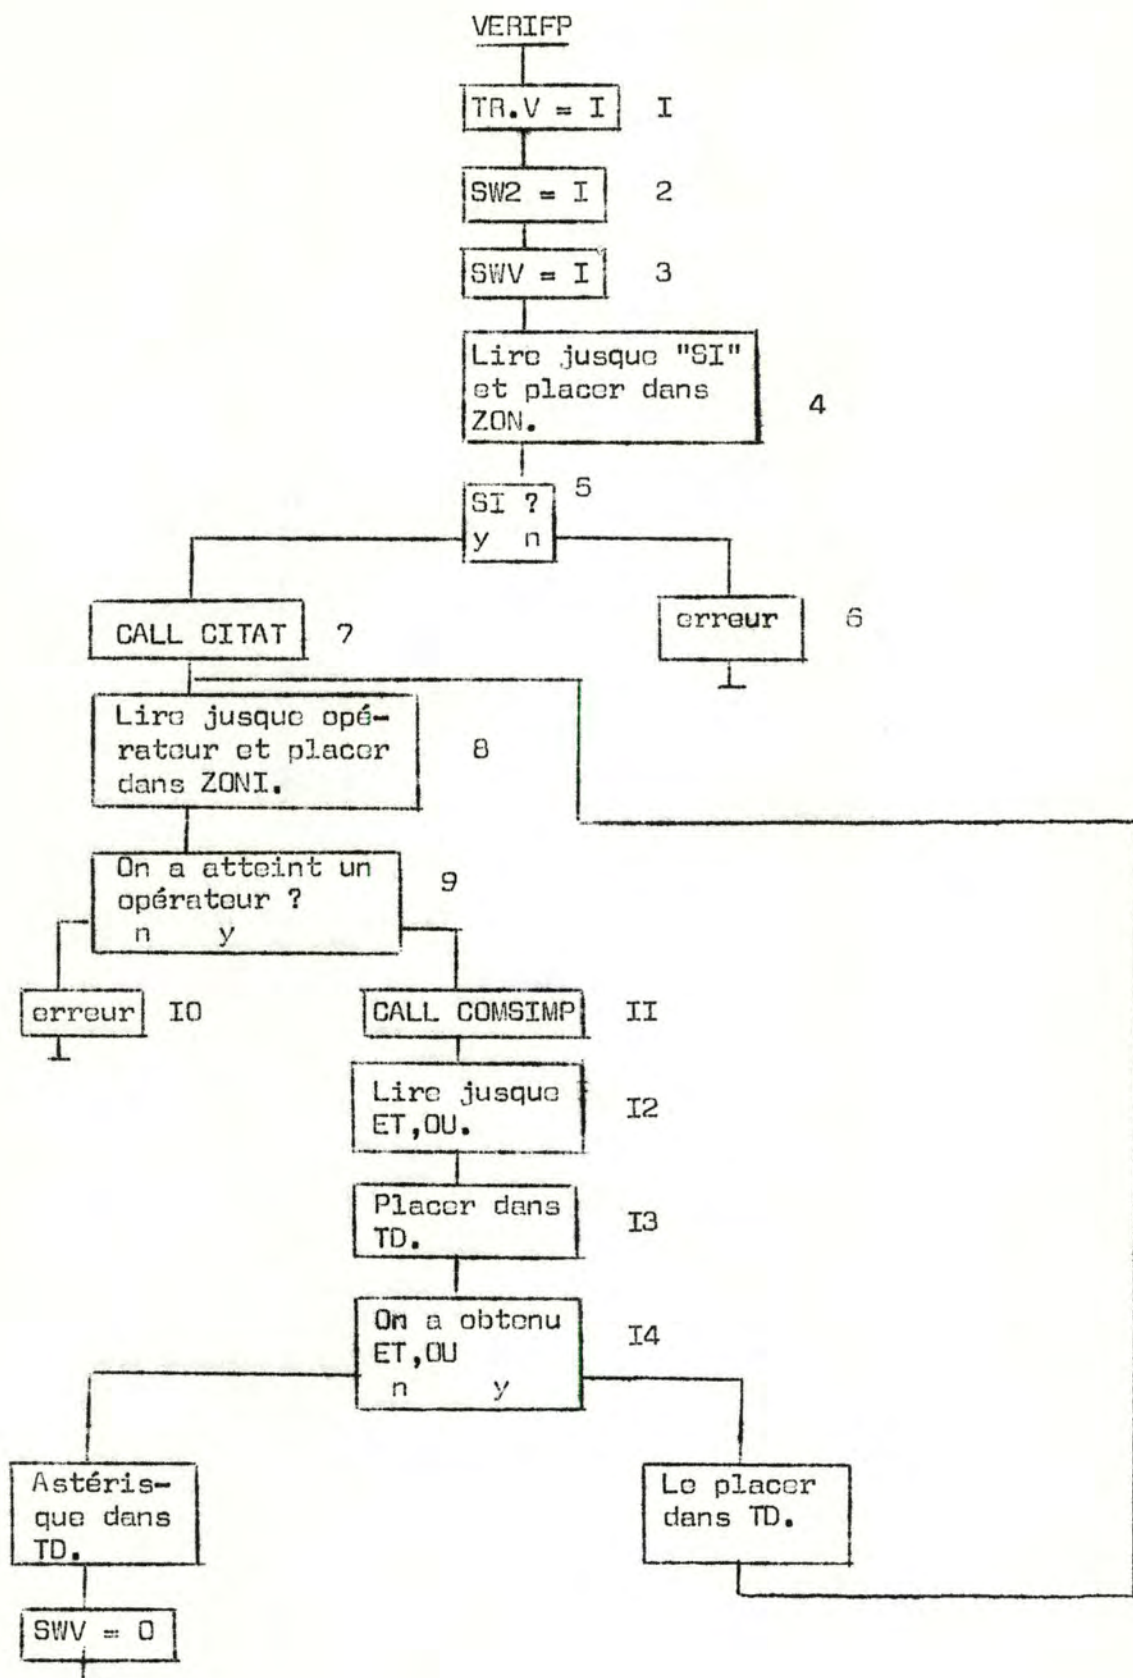 VERIFP
TR.V = I I
SW2 = I 2
SWV = I 3
Lire jusque "SI"
et placer dans
ZON.
4
SI ? 5
y n
CALL CITAT 7
erreur 6
Lire jusque opé-
rateur et placer
dans ZONI.
8
On a atteint un
opérateur ?
n y
9
erreur I0
CALL COMSIMP II
Lire jusque
ET,OU.
I2
Placer dans
TD.
I3
On a obtenu
ET,OU
n y
I4
Astéris-
que dans
TD.
Le placer
dans TD.
SWV = 0